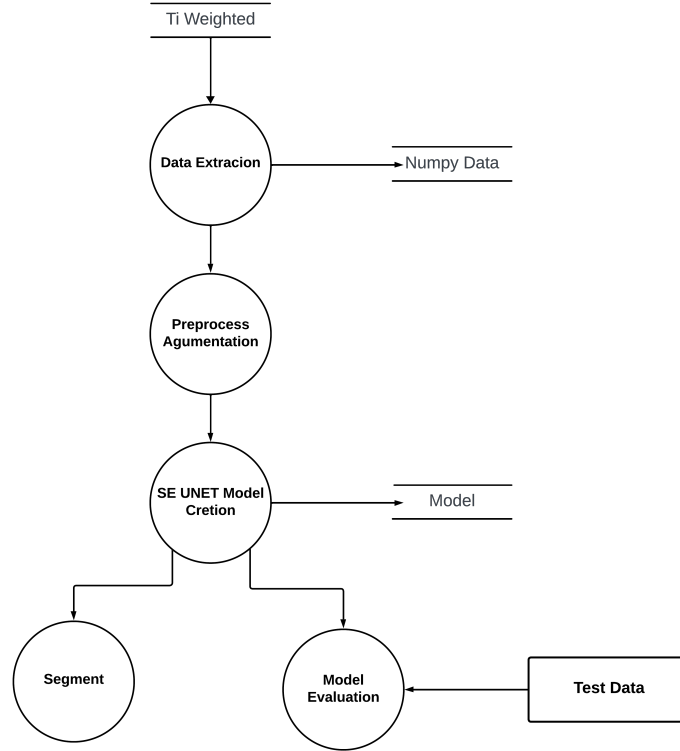 Ti Weighted
Data Extracion
Numpy Data
Preprocess
Agumentation
SE UNET Model
Cretion
Model
Segment
Model
Evaluation
Test Data